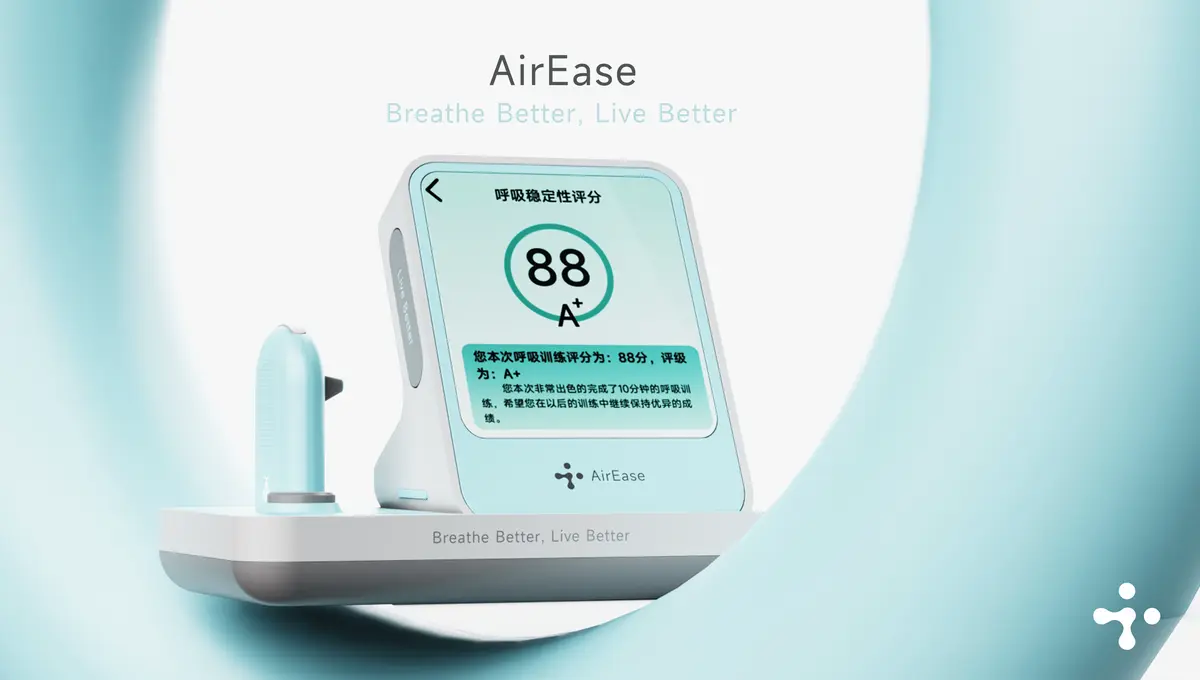 AirEase
Breathe Better, Live Better
呼吸稳定性评分
88
A+
您本次呼吸训练评分为：88分，评级
为：A+
您本次非常出色的完成了10分钟的呼吸训
练，希望您在以后的训练中继续保持优异的成
绩。
Live Better
AirEase
Breathe Better, Live Better